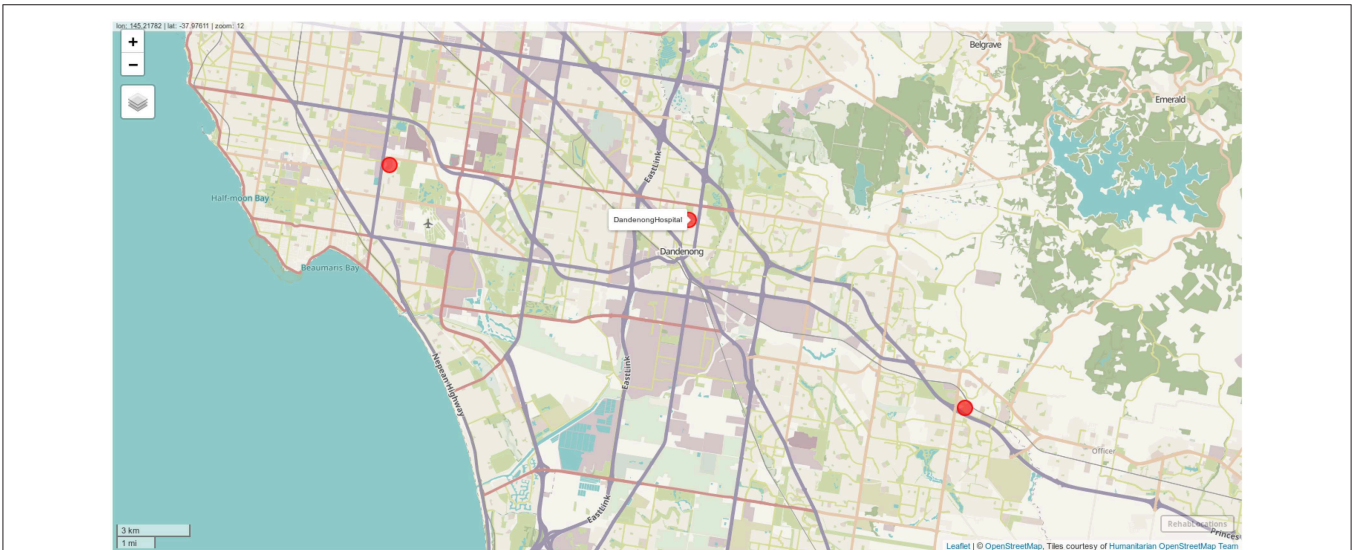 lon: 145.21782 | lat: -37.97611 | zoom: 12
+
−
Belgrave
Emerald
EastLink
Half-moon Bay
DandenongHospital
Dandenong
Beaumaris Bay
Nepean Highway
EastLink
Officer
EastLink
RehabLocations
Princes
3 km
1 mi
Leaflet | © OpenStreetMap, Tiles courtesy of Humanitarian OpenStreetMap Team